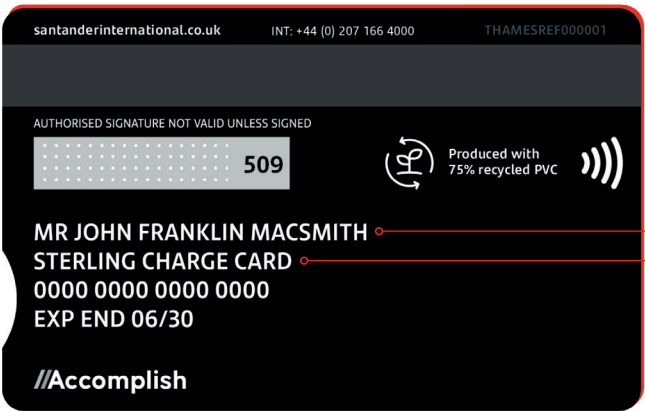 santanderinternational.co.uk INT: +44 (0) 207 166 4000 THAMESREF000001
AUTHORISED SIGNATURE NOT VALID UNLESS SIGNED
509
Produced with
75% recycled PVC
MR JOHN FRANKLIN MACSMITH
STERLING CHARGE CARD
0000 0000 0000 0000
EXP END 06/30
//Accomplish